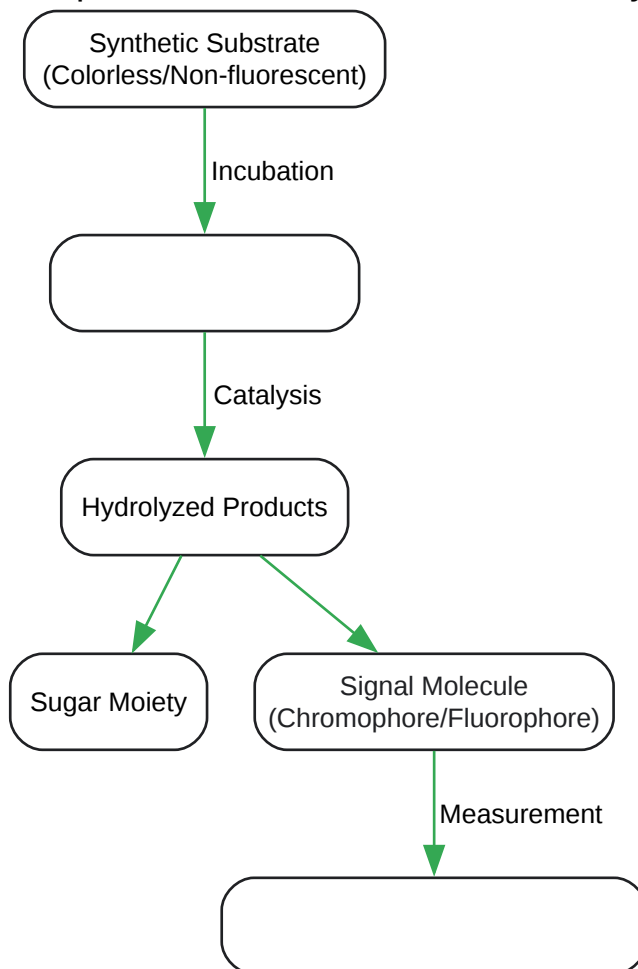 Synthetic Substrate
(Colorless/Non-fluorescent)
Incubation
Catalysis
Hydrolyzed Products
Sugar Moiety
Signal Molecule
(Chromophore/Fluorophore)
Measurement